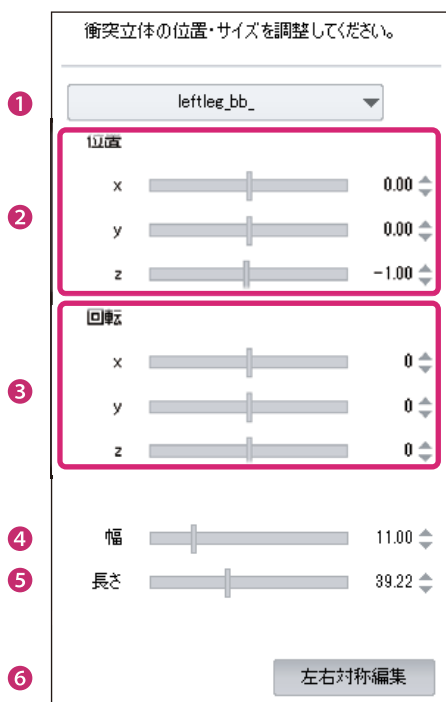 衝突立体の位置・サイズを調整してください。
❶ leftleg_bb_
位置
❷
x 0.00
y 0.00
z -1.00
回転
❸
x 0
y 0
z 0
❹ 幅 11.00
❺ 長さ 39.22
❻ 左右対称編集